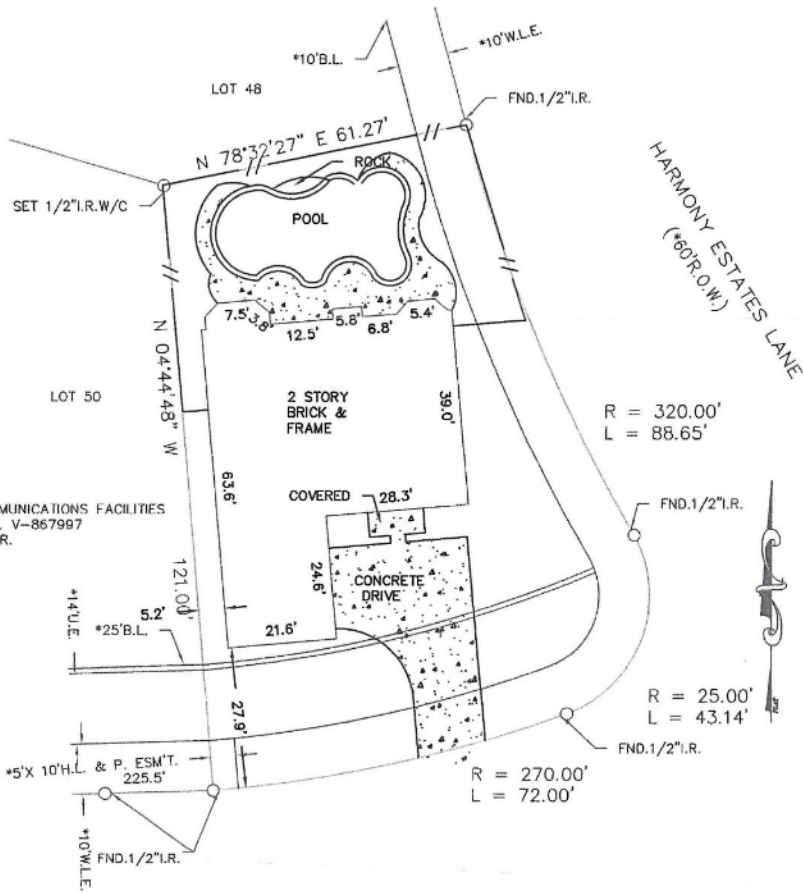 *10'B.L.
*10'W.L.E.
LOT 48
FND.1/2"I.R.
N 78°32'27" E 61.27'
ROCK
SET 1/2"I.R.W/C
POOL
HARMONY ESTATES LANE
(*60'R.O.W.)
7.5'
3.8'
12.5'
5.8'
6.8'
5.4'
N 04°44'48" W
121.00'
LOT 50
2 STORY
BRICK &
FRAME
39.0'
R = 320.00'
L = 88.65'
63.6'
COVERED
28.3'
MUNICATIONS FACILITIES
V-867997
R.
FND.1/2"I.R.
24.6'
CONCRETE
DRIVE
*14'U.E.
5.2'
*25'B.L.
21.6'
27.9'
R = 25.00'
L = 43.14'
FND.1/2"I.R.
*5'X 10'H.L. & P. ESM'T.
225.5'
R = 270.00'
L = 72.00'
*10'W.L.E.
FND.1/2"I.R.